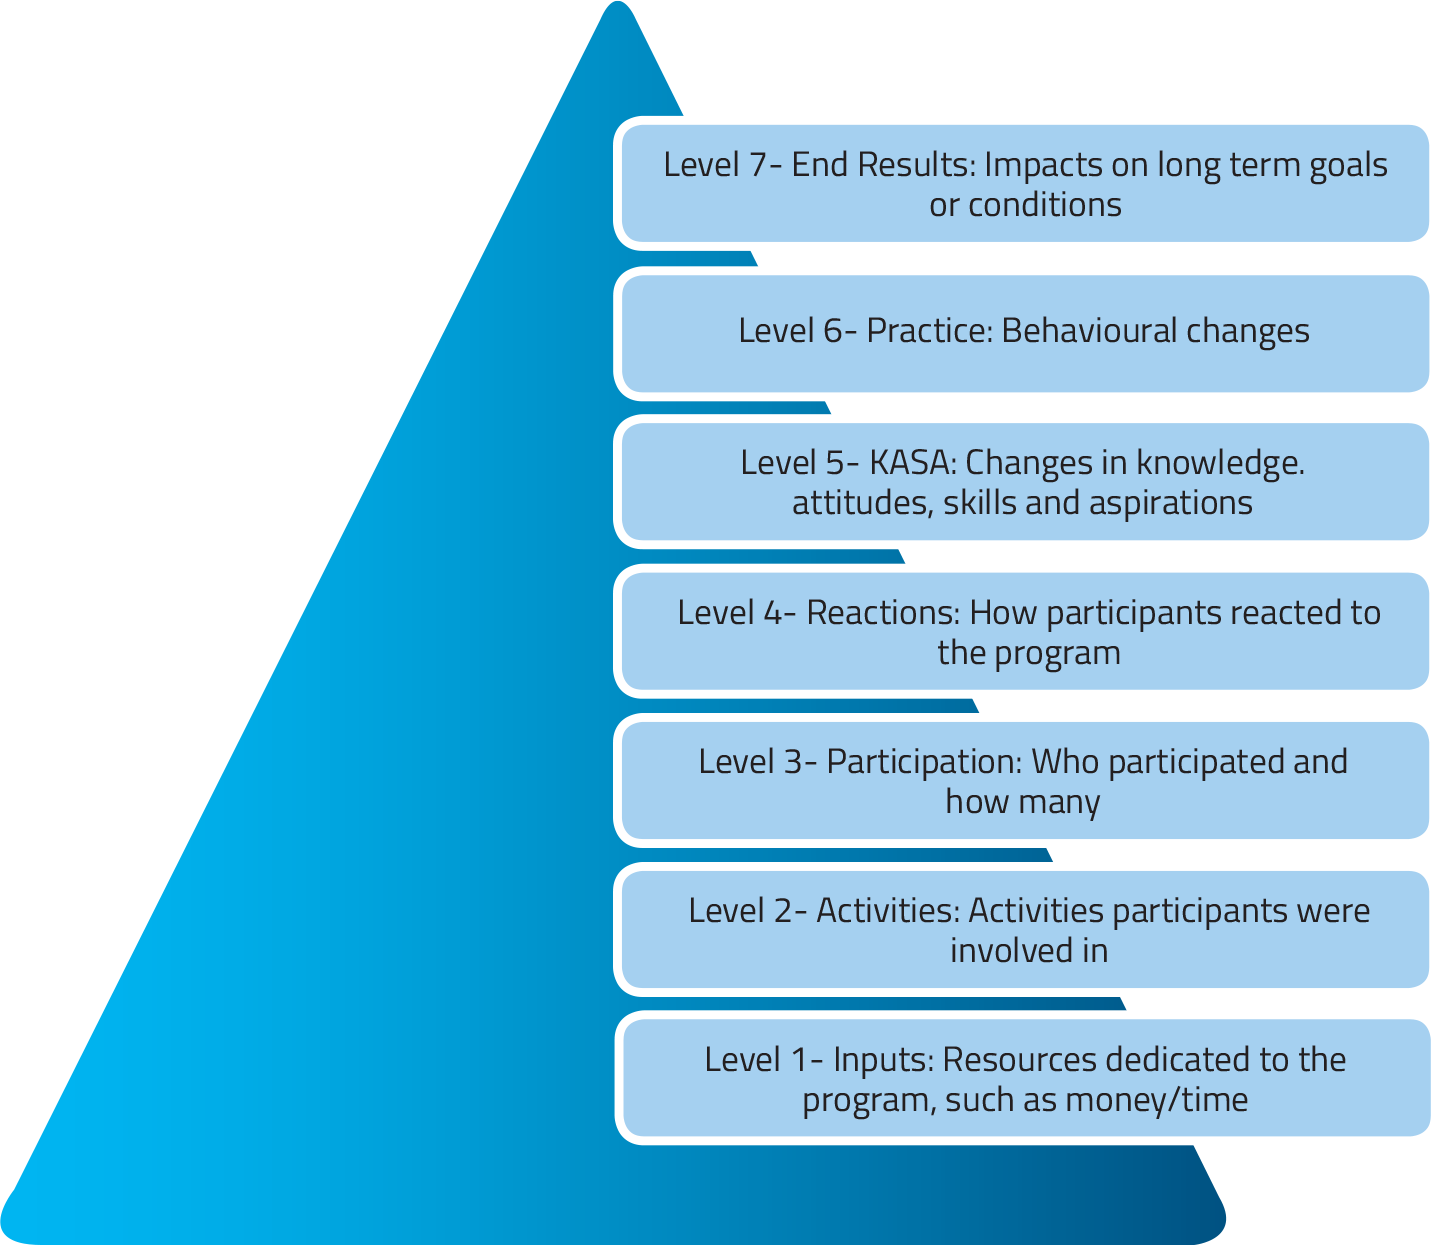 Level 7- End Results: Impacts on long term goals
or conditions
Level 6- Practice: Behavioural changes
Level 5- KASA: Changes in knowledge.
attitudes, skills and aspirations
Level 4- Reactions: How participants reacted to
the program
Level 3- Participation: Who participated and
how many
Level 2- Activities: Activities participants were
involved in
Level 1- Inputs: Resources dedicated to the
program, such as money/time